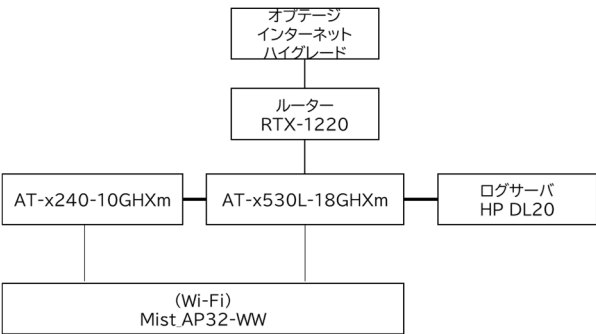 オプテージ
インターネット
ハイグレード
ルーター
RTX-1220
AT-x240-10GHXm
AT-x530L-18GHXm
ログサーバ
HP DL20
(Wi-Fi)
Mist_AP32-WW